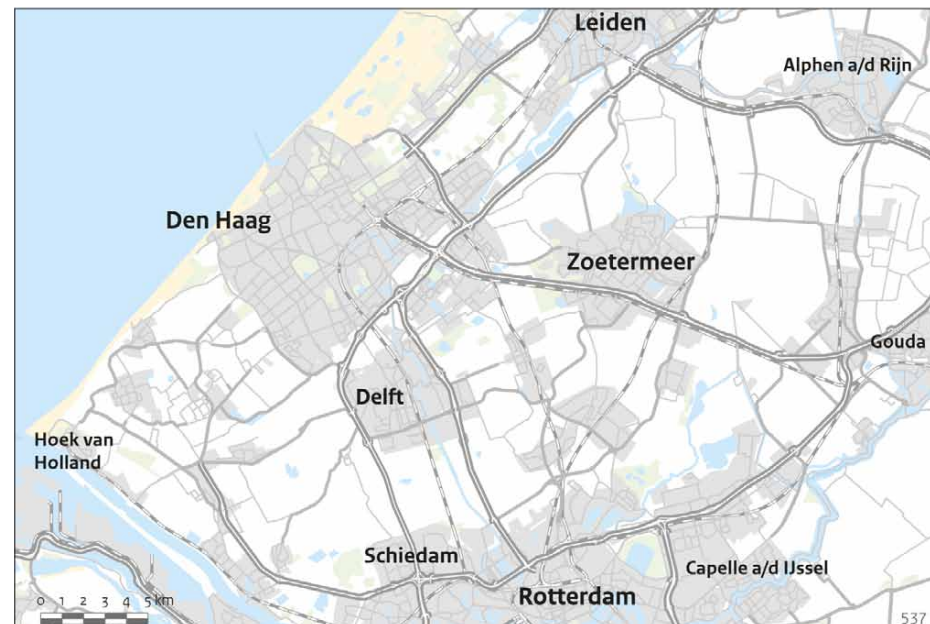 Leiden
Alphen a/d Rijn
Den Haag
Zoetermeer
Gouda
Delft
Hoek van
Holland
Schiedam
Capelle a/d IJssel
Rotterdam
0 1 2 3 4 5 km
537